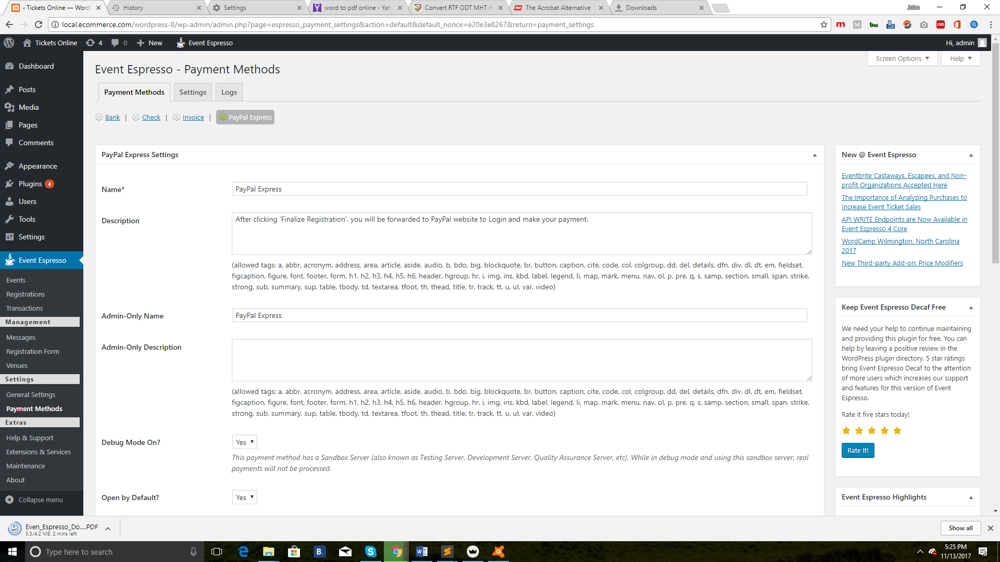 ‹ Tickets Online — WordP
History
Settings
word to pdf online - Yaho
Convert RTF ODT MHT H
The Acrobat Alternative
Downloads
John
local.ecommerce.com/wordpress-8/wp-admin/admin.php?page=espresso_payment_settings&action=default&default_nonce=e20e3e8267&return=payment_settings
Tickets Online
4
0
New
Event Espresso
Hi, admin
Dashboard
Posts
Media
Pages
Comments
Appearance
Plugins 4
Users
Tools
Settings
Event Espresso
Events
Registrations
Transactions
Management
Messages
Registration Form
Venues
Settings
General Settings
Payment Methods
Extras
Help & Support
Extensions & Services
Maintenance
About
Collapse menu
Screen Options
Help
Event Espresso - Payment Methods
Payment Methods
Settings
Logs
Bank | Check | Invoice | PayPal Express
PayPal Express Settings
Name*
PayPal Express
Description
After clicking 'Finalize Registration', you will be forwarded to PayPal website to Login and make your payment.
(allowed tags: a, abbr, acronym, address, area, article, aside, audio, b, bdo, big, blockquote, br, button, caption, cite, code, col, colgroup, dd, del, details, dfn, div, dl, dt, em, fieldset,
figcaption, figure, font, footer, form, h1, h2, h3, h4, h5, h6, header, hgroup, hr, i, img, ins, kbd, label, legend, li, map, mark, menu, nav, ol, p, pre, q, s, samp, section, small, span, strike,
strong, sub, summary, sup, table, tbody, td, textarea, tfoot, th, thead, title, tr, track, tt, u, ul, var, video)
Admin-Only Name
PayPal Express
Admin-Only Description
(allowed tags: a, abbr, acronym, address, area, article, aside, audio, b, bdo, big, blockquote, br, button, caption, cite, code, col, colgroup, dd, del, details, dfn, div, dl, dt, em, fieldset,
figcaption, figure, font, footer, form, h1, h2, h3, h4, h5, h6, header, hgroup, hr, i, img, ins, kbd, label, legend, li, map, mark, menu, nav, ol, p, pre, q, s, samp, section, small, span, strike,
strong, sub, summary, sup, table, tbody, td, textarea, tfoot, th, thead, title, tr, track, tt, u, ul, var, video)
Debug Mode On?
Yes
This payment method has a Sandbox Server (also known as Testing Server, Development Server, Quality Assurance Server, etc). While in debug mode and using this sandbox server, real
payments will not be processed.
Open by Default?
Yes
New @ Event Espresso
Eventbrite Castaways, Escapees, and Non-
profit Organizations Accepted Here
The Importance of Analyzing Purchases to
Increase Event Ticket Sales
API WRITE Endpoints are Now Available in
Event Espresso 4 Core
WordCamp Wilmington, North Carolina
2017
New Third-party Add-on: Price Modifiers
Keep Event Espresso Decaf Free
We need your help to continue maintaining
and providing this plugin for free. You can
help by leaving a positive review in the
WordPress plugin directory. 5 star ratings
bring Event Espresso Decaf to the attention
of more users which increases our support
and features for this version of Event
Espresso.
Rate it five stars today!
Rate It!
Event Espresso Highlights
Even_Espresso_Do....PDF
3.3/4.2 MB, 2 mins left
Show all
Type here to search
5:25 PM
11/13/2017